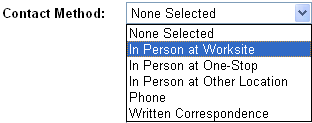 Contact Method: None Selected
None Selected
In Person at Worksite
In Person at One-Stop
In Person at Other Location
Phone
Written Correspondence